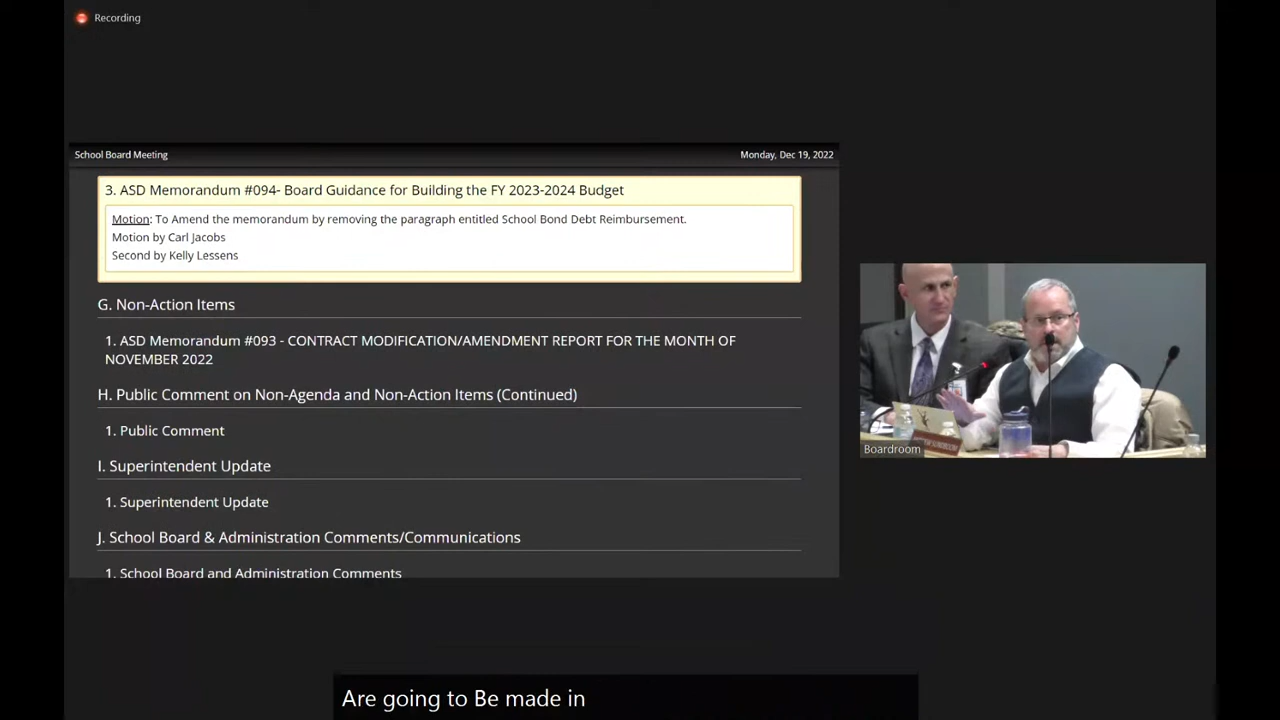 Recording
School Board Meeting
Monday, Dec 19, 2022
3. ASD Memorandum #094- Board Guidance for Building the FY 2023-2024 Budget
Motion: To Amend the memorandum by removing the paragraph entitled School Bond Debt Reimbursement.
Motion by Carl Jacobs
Second by Kelly Lessens
G. Non-Action Items
1. ASD Memorandum #093 - CONTRACT MODIFICATION/AMENDMENT REPORT FOR THE MONTH OF
NOVEMBER 2022
H. Public Comment on Non-Agenda and Non-Action Items (Continued)
1. Public Comment
I. Superintendent Update
1. Superintendent Update
J. School Board & Administration Comments/Communications
1. School Board and Administration Comments
Boardroom
Are going to Be made in